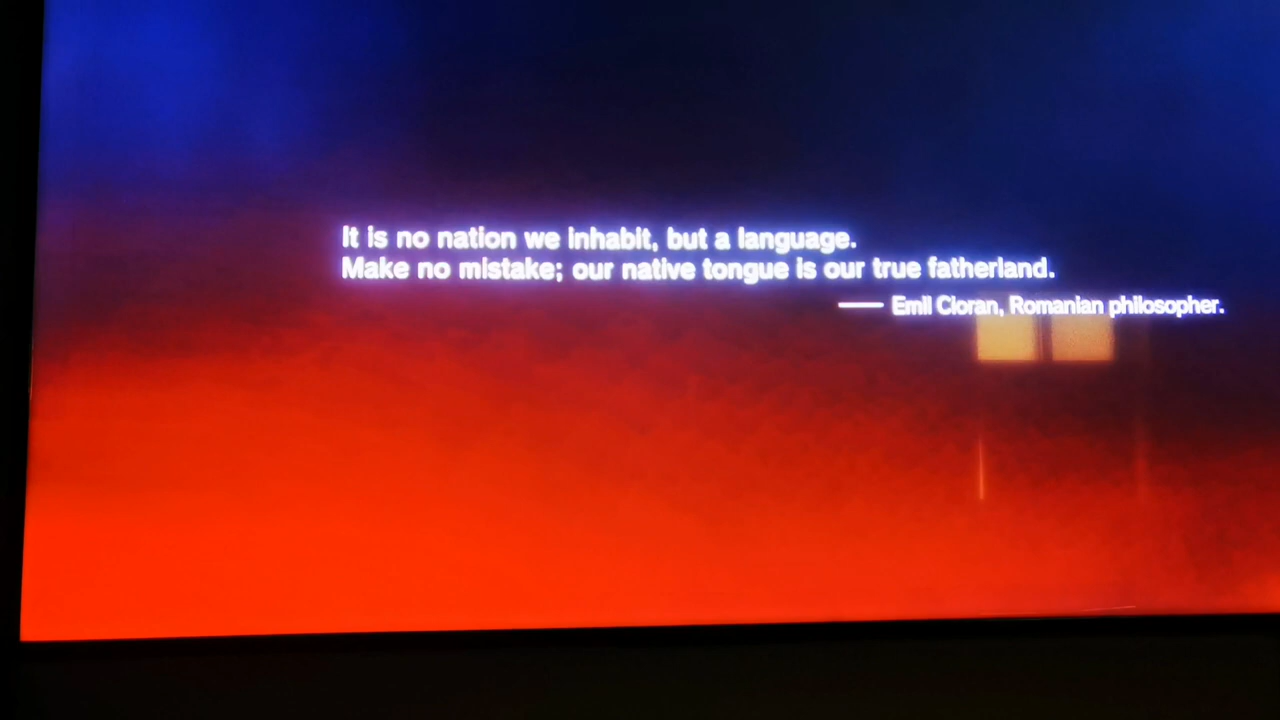 It is no nation we inhabit, but a language.
Make no mistake; our native tongue is our true fatherland.
— Emil Cioran, Romanian philosopher.